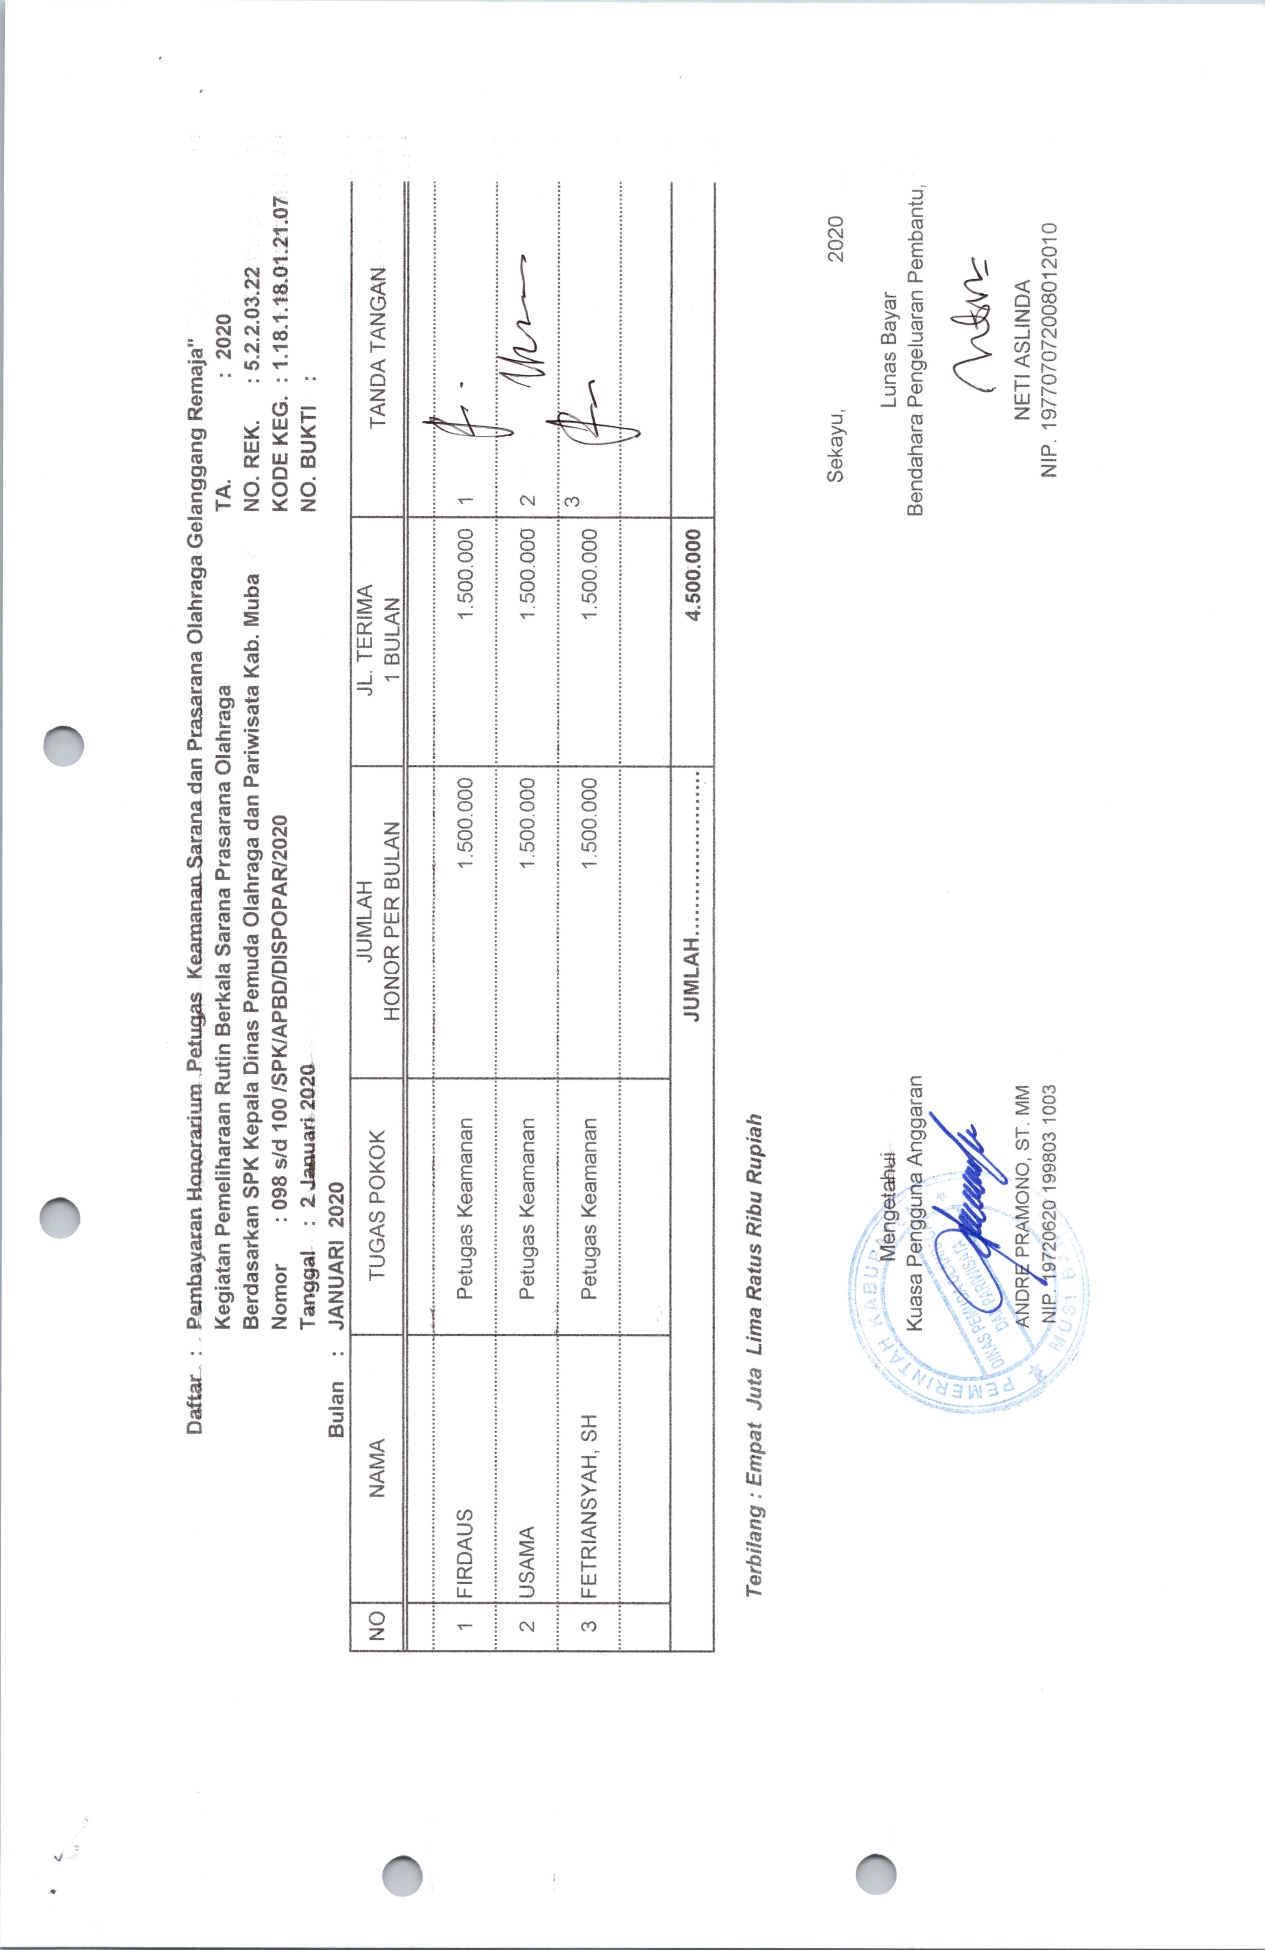 Daftar : Pembayaran Honorarium Petugas Keamanan Sarana dan Prasarana Olahraga Gelanggang Remaja"
Kegiatan Pemeliharaan Rutin Berkala Sarana Prasarana Olahraga TA. : 2020
Berdasarkan SPK Kepala Dinas Pemuda Olahraga dan Pariwisata Kab. Muba NO. REK. : 5.2.2.03.22
Nomor : 098 s/d 100 /SPK/APBD/DISPOPAR/2020 KODE KEG. : 1.18.1.18.01.21.07
Tanggal : 2 Januari 2020 NO. BUKTI :
Bulan : JANUARI 2020
NO NAMA TUGAS POKOK JUMLAH HONOR PER BULAN JL. TERIMA 1 BULAN TANDA TANGAN
1 FIRDAUS Petugas Keamanan 1.500.000 1.500.000 1
2 USAMA Petugas Keamanan 1.500.000 1.500.000 2
3 FETRIANSYAH, SH Petugas Keamanan 1.500.000 1.500.000 3
JUMLAH........................ 4.500.000
Terbilang : Empat Juta Lima Ratus Ribu Rupiah
Sekayu, 2020
Mengetahui
Kuasa Pengguna Anggaran
PEMERINTAH KABUPA
MUSI
DINAS PEMUDA
DAN PARIWISATA
ANDRE PRAMONO, ST. MM
NIP. 19720620 199803 1003
Lunas Bayar
Bendahara Pengeluaran Pembantu,
NETI ASLINDA
NIP. 197707072008012010